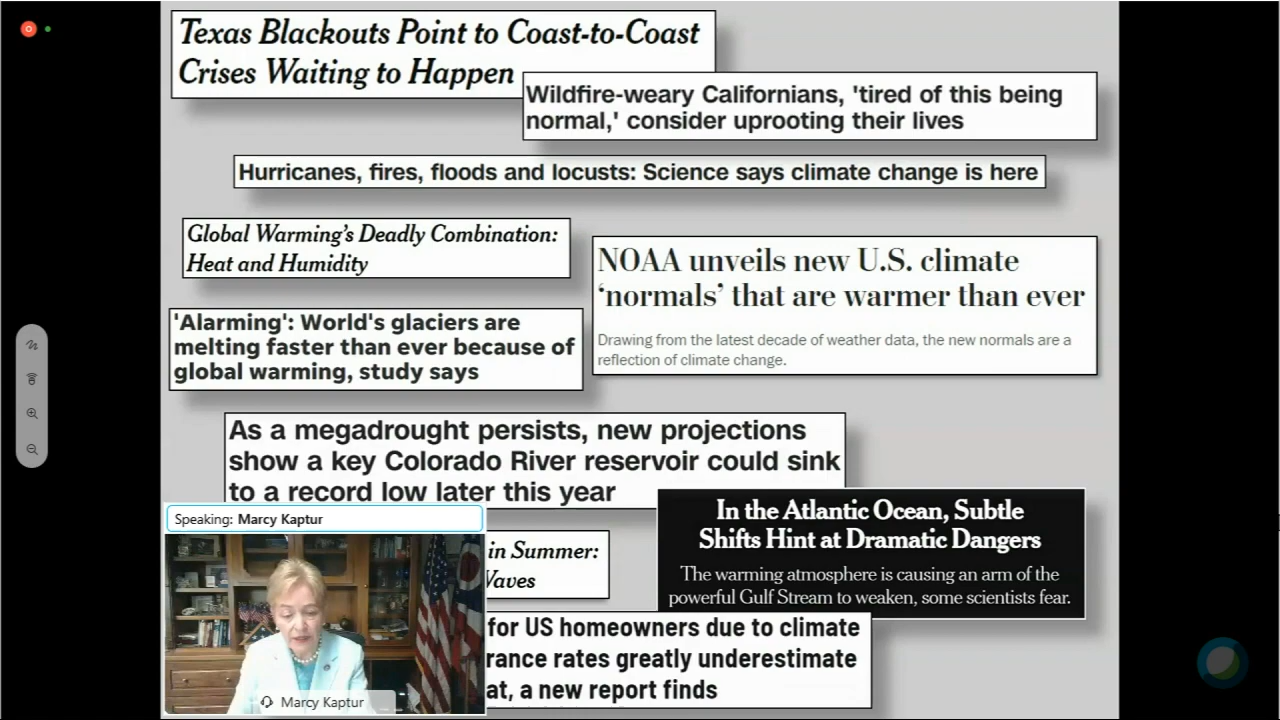 Texas Blackouts Point to Coast-to-Coast
Crises Waiting to Happen
Wildfire-weary Californians, 'tired of this being
normal,' consider uprooting their lives
Hurricanes, fires, floods and locusts: Science says climate change is here
Global Warming's Deadly Combination:
Heat and Humidity
NOAA unveils new U.S. climate
‘normals’ that are warmer than ever
Drawing from the latest decade of weather data, the new normals are a
reflection of climate change.
'Alarming': World's glaciers are
melting faster than ever because of
global warming, study says
As a megadrought persists, new projections
show a key Colorado River reservoir could sink
to a record low later this year
In the Atlantic Ocean, Subtle
Shifts Hint at Dramatic Dangers
The warming atmosphere is causing an arm of the
powerful Gulf Stream to weaken, some scientists fear.
Speaking: Marcy Kaptur
in Summer:
Waves
for US homeowners due to climate
rance rates greatly underestimate
at, a new report finds
Marcy Kaptur